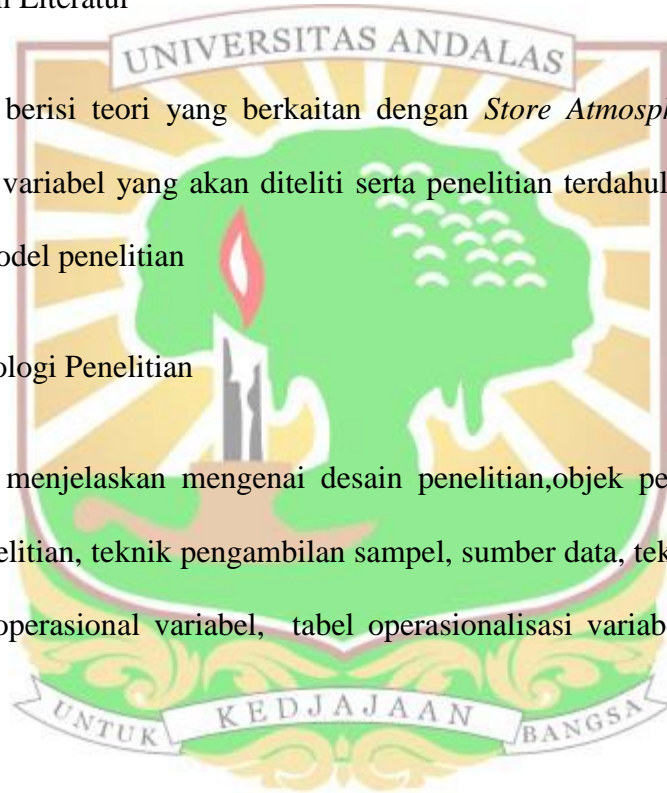 n Literatur
UNIVERSITAS ANDALAS
berisi teori yang berkaitan dengan Store Atmosph
variabel yang akan diteliti serta penelitian terdahul
odel penelitian
ologi Penelitian
menjelaskan mengenai desain penelitian,objek pe
elitian, teknik pengambilan sampel, sumber data, tek
operasional variabel, tabel operasionalisasi variab
UNTUK KEDJAJAAN BANGSA